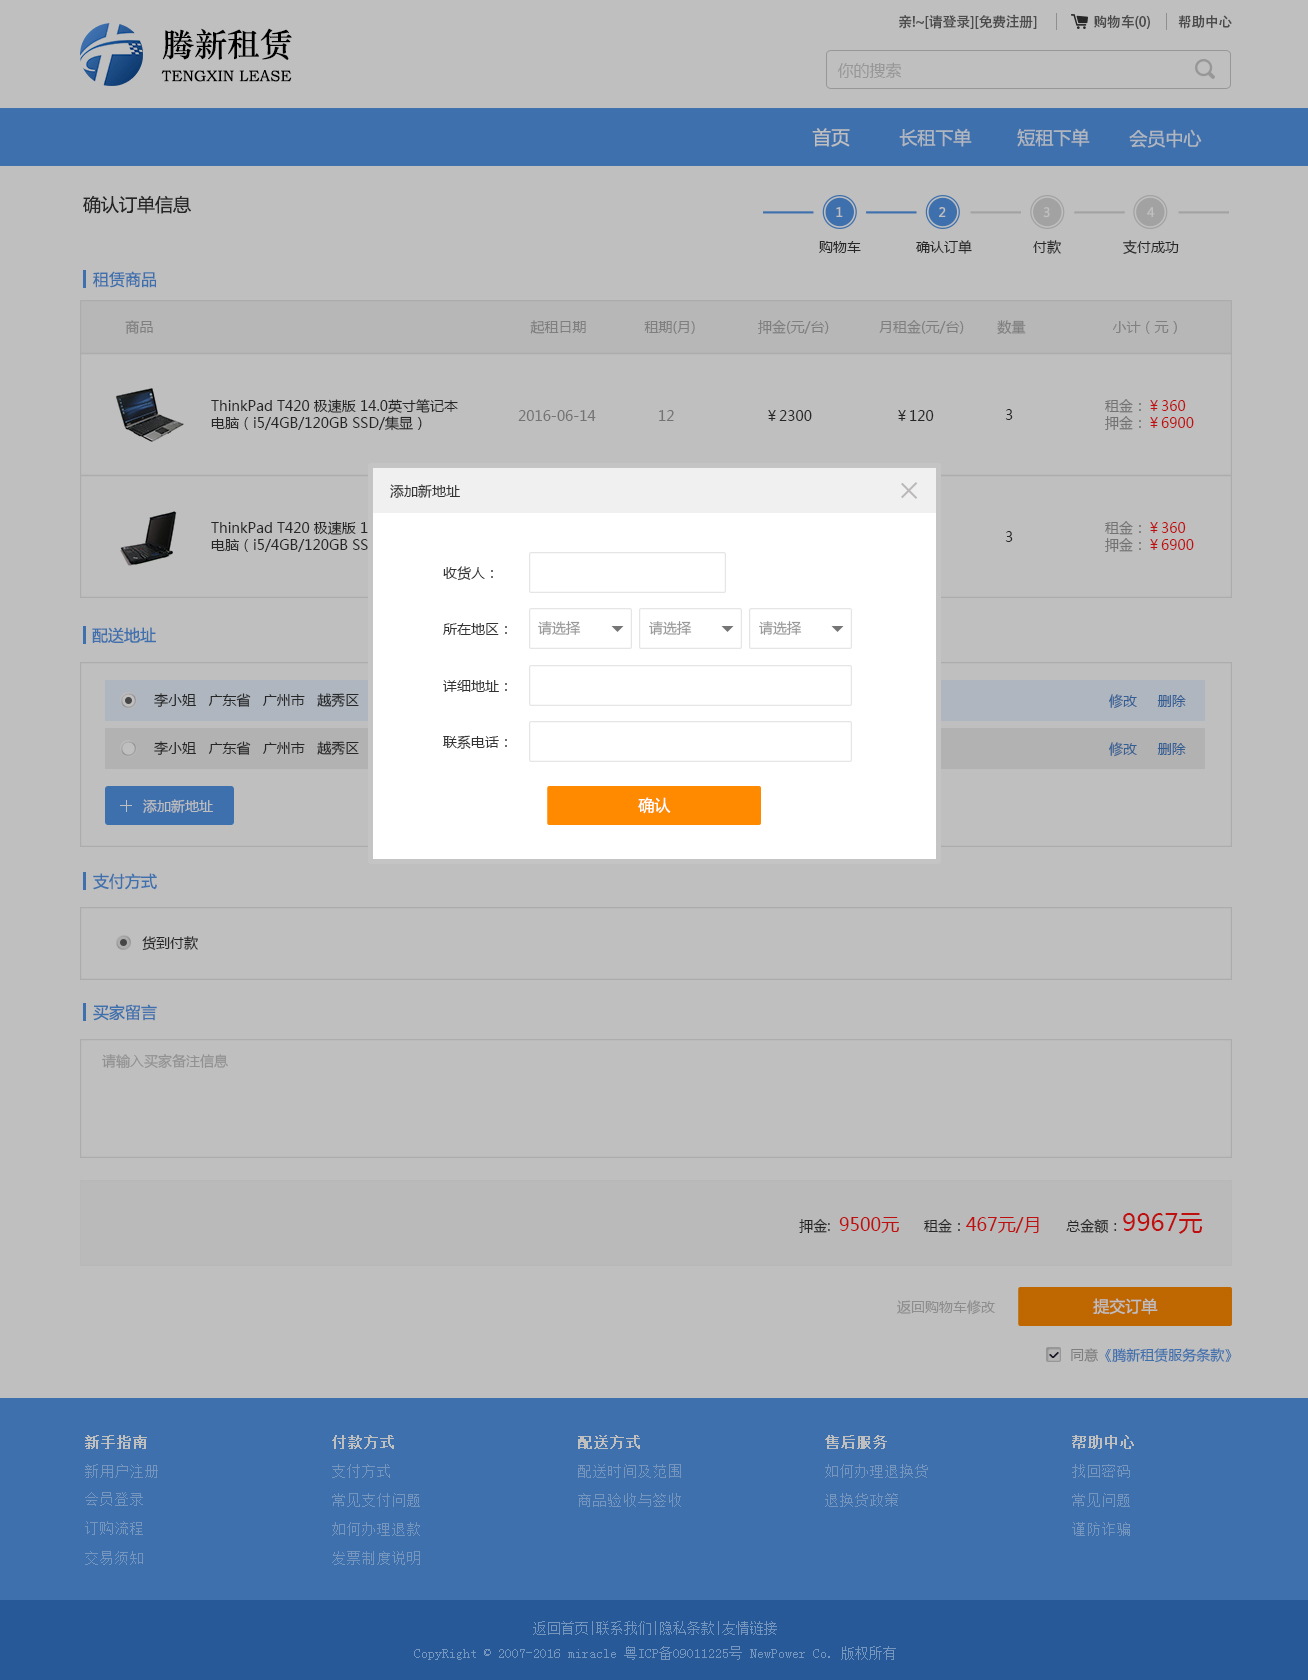 亲!~[请登录][免费注册] 购物车(0) 帮助中心
腾新租赁
TENGXIN LEASE
你的搜索
首页 长租下单 短租下单 会员中心
确认订单信息
1 2 3 4
购物车 确认订单 付款 支付成功
租赁商品
商品 起租日期 租期(月) 押金(元/台) 月租金(元/台) 数量 小计（元）
ThinkPad T420 极速版 14.0英寸笔记本
电脑（i5/4GB/120GB SSD/集显）
2016-06-14 12 ¥2300 ¥120 3
租金：¥360
押金：¥6900
ThinkPad T420 极速版 1
电脑（i5/4GB/120GB SS
3
租金：¥360
押金：¥6900
添加新地址
收货人：
所在地区： 请选择 请选择 请选择
详细地址：
联系电话：
确认
配送地址
李小姐 广东省 广州市 越秀区 修改 删除
李小姐 广东省 广州市 越秀区 修改 删除
添加新地址
支付方式
货到付款
买家留言
请输入买家备注信息
押金: 9500元 租金：467元/月 总金额：9967元
返回购物车修改 提交订单
同意《腾新租赁服务条款》
新手指南 付款方式 配送方式 售后服务 帮助中心
新用户注册 支付方式 配送时间及范围 如何办理退换货 找回密码
会员登录 常见支付问题 商品验收与签收 退换货政策 常见问题
订购流程 如何办理退款 谨防诈骗
交易须知 发票制度说明
返回首页|联系我们|隐私条款|友情链接
CopyRight © 2007-2016 miracle 粤ICP备09011225号 NewPower Co. 版权所有